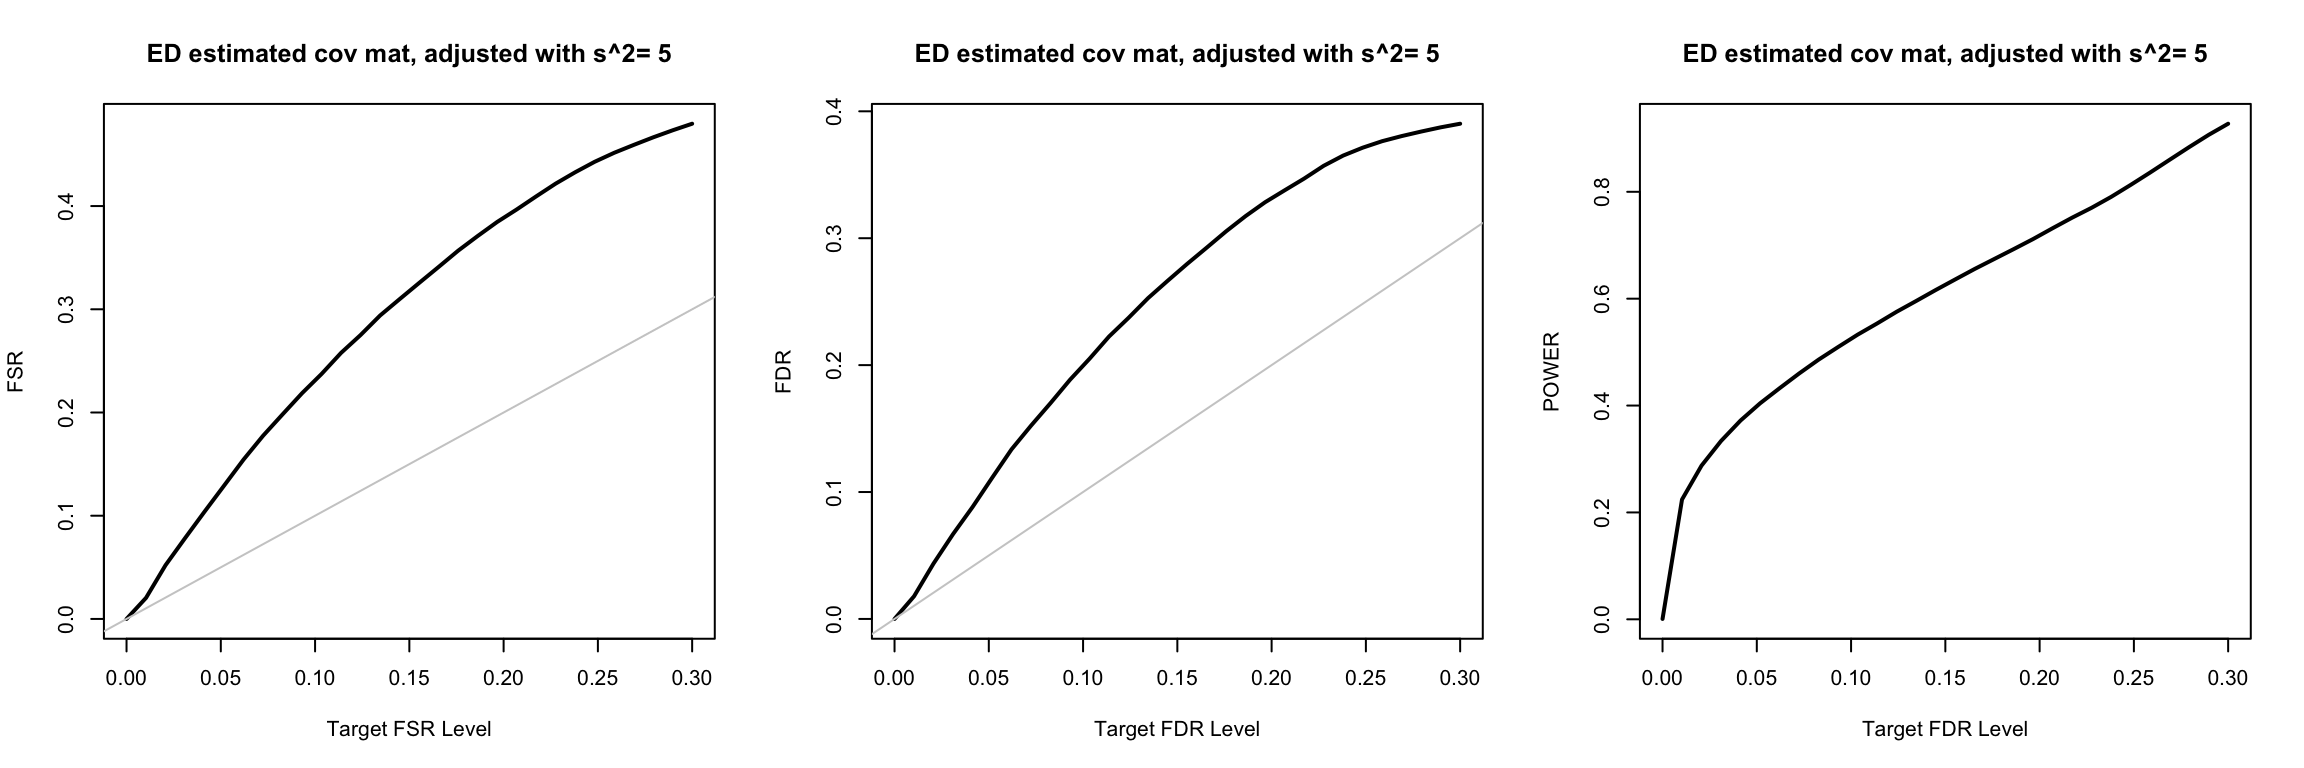 ED estimated cov mat, adjusted with s^2= 5
FSR
0.4
0.3
0.2
0.1
0.0
0.00 0.05 0.10 0.15 0.20 0.25 0.30
Target FSR Level
ED estimated cov mat, adjusted with s^2= 5
FDR
0.4
0.3
0.2
0.1
0.0
0.00 0.05 0.10 0.15 0.20 0.25 0.30
Target FDR Level
ED estimated cov mat, adjusted with s^2= 5
POWER
0.8
0.6
0.4
0.2
0.0
0.00 0.05 0.10 0.15 0.20 0.25 0.30
Target FDR Level